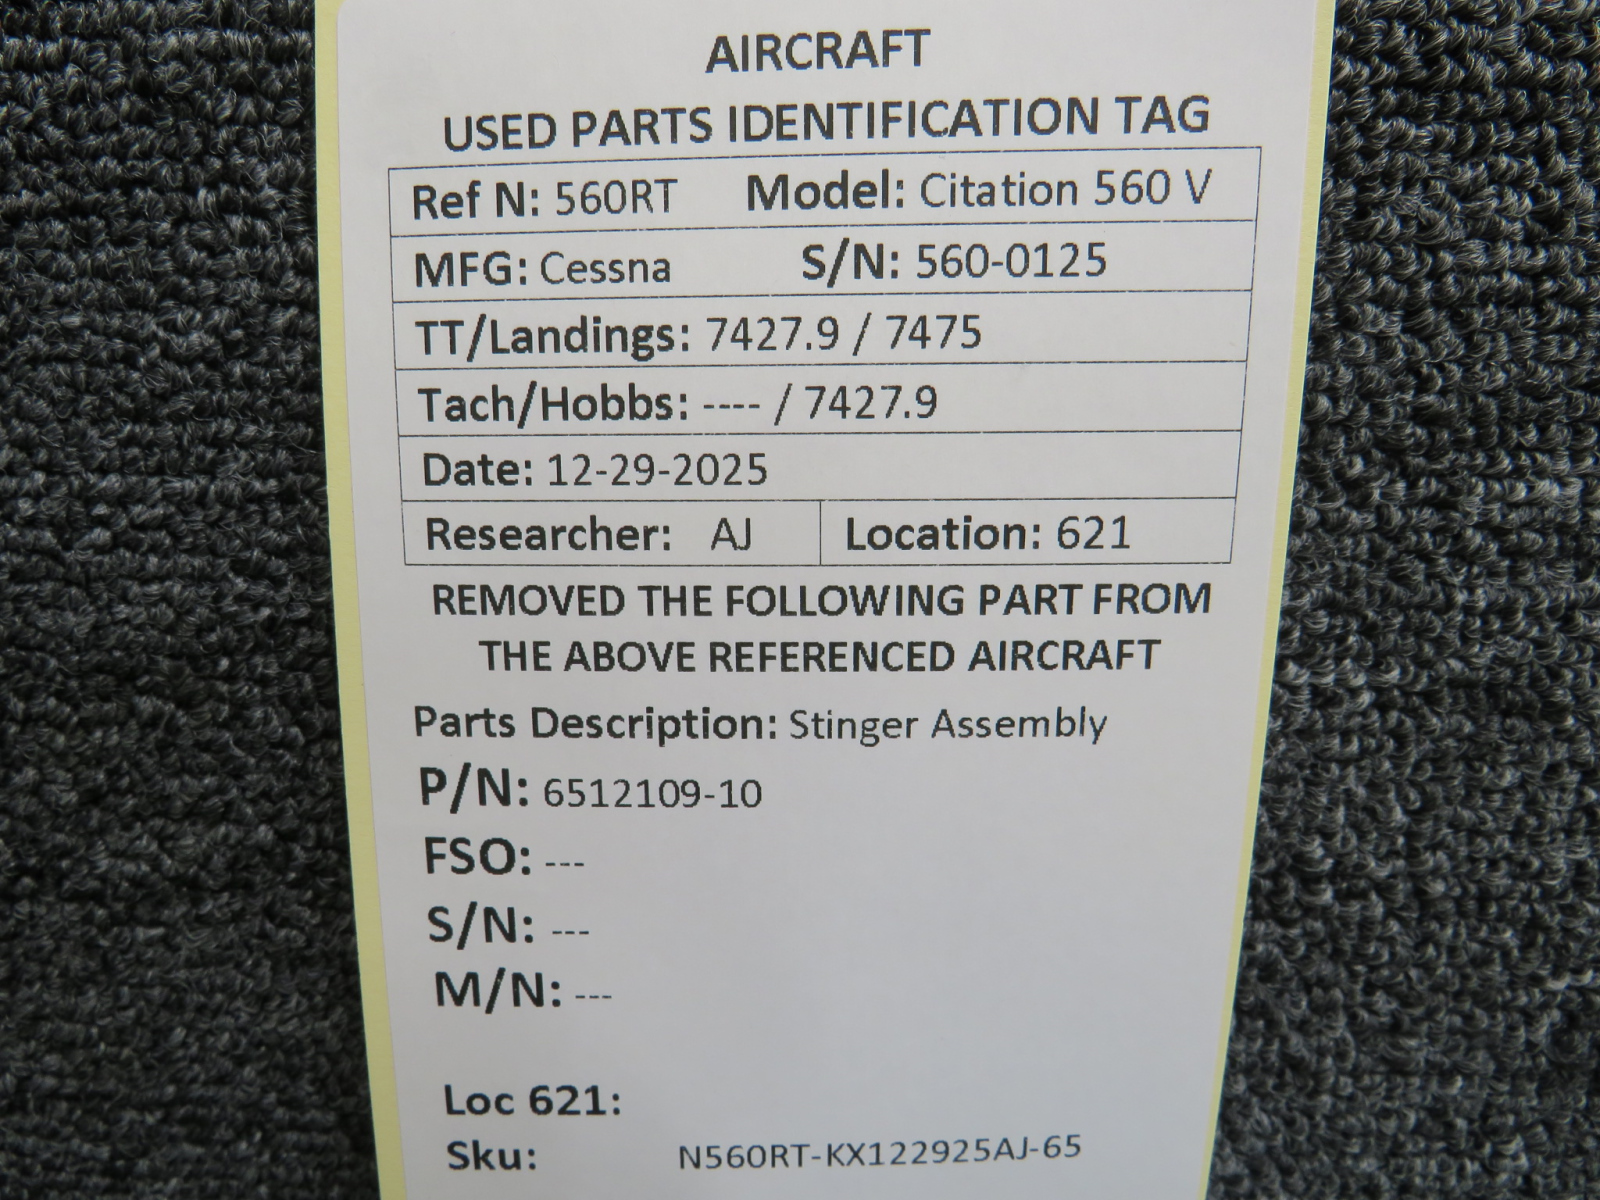 AIRCRAFT
USED PARTS IDENTIFICATION TAG
Ref N: 560RT Model: Citation 560 V
MFG: Cessna S/N: 560-0125
TT/Landings: 7427.9 / 7475
Tach/Hobbs: ---- / 7427.9
Date: 12-29-2025
Researcher: AJ Location: 621
REMOVED THE FOLLOWING PART FROM
THE ABOVE REFERENCED AIRCRAFT
Parts Description: Stinger Assembly
P/N: 6512109-10
FSO: ---
S/N: ---
M/N: ---
Loc 621:
Sku: N560RT-KX122925AJ-65